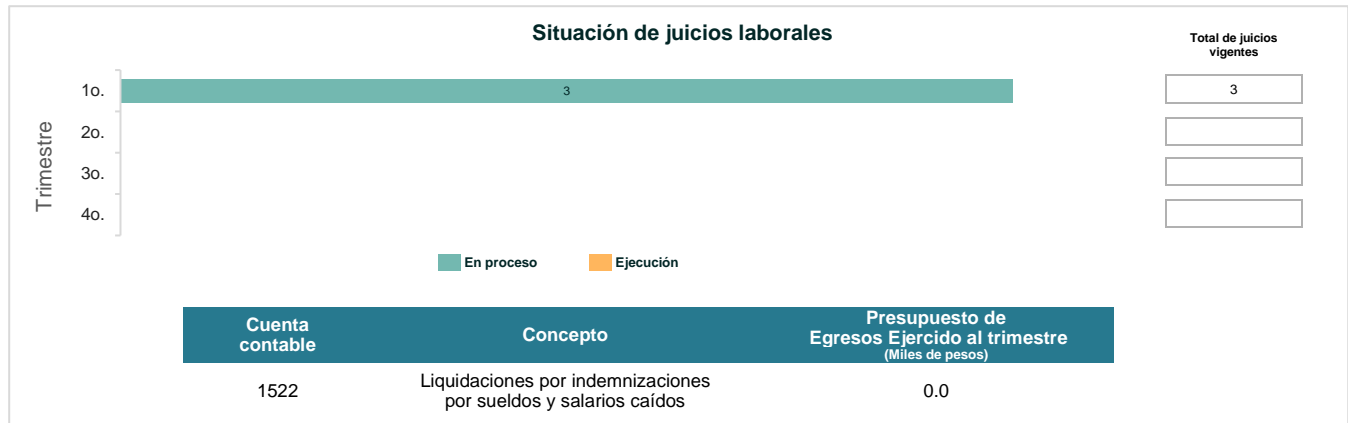 Situación de juicios laborales
Total de juicios
vigentes
Trimestre
1o.
3
3
2o.
3o.
4o.
En proceso
Ejecución
Cuenta
contable
Concepto
Presupuesto de
Egresos Ejercido al trimestre
(Miles de pesos)
1522
Liquidaciones por indemnizaciones
por sueldos y salarios caídos
0.0